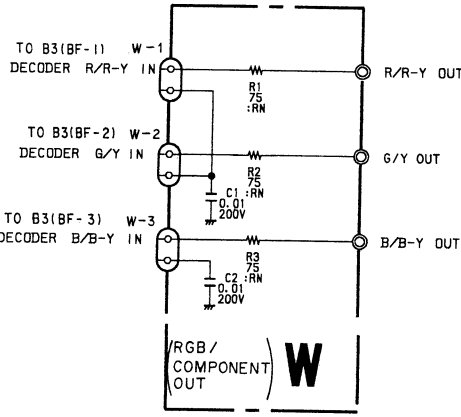 TO B3(BF-1) W-1
DECODER R/R-Y IN
R1
75
:RN
R/R-Y OUT
TO B3(BF-2) W-2
DECODER G/Y IN
R2
75
:RN
G/Y OUT
C1
0.01
200V
TO B3(BF-3) W-3
DECODER B/B-Y IN
R3
75
:RN
B/B-Y OUT
C2
0.01
200V
(RGB/
COMPONENT
OUT) W